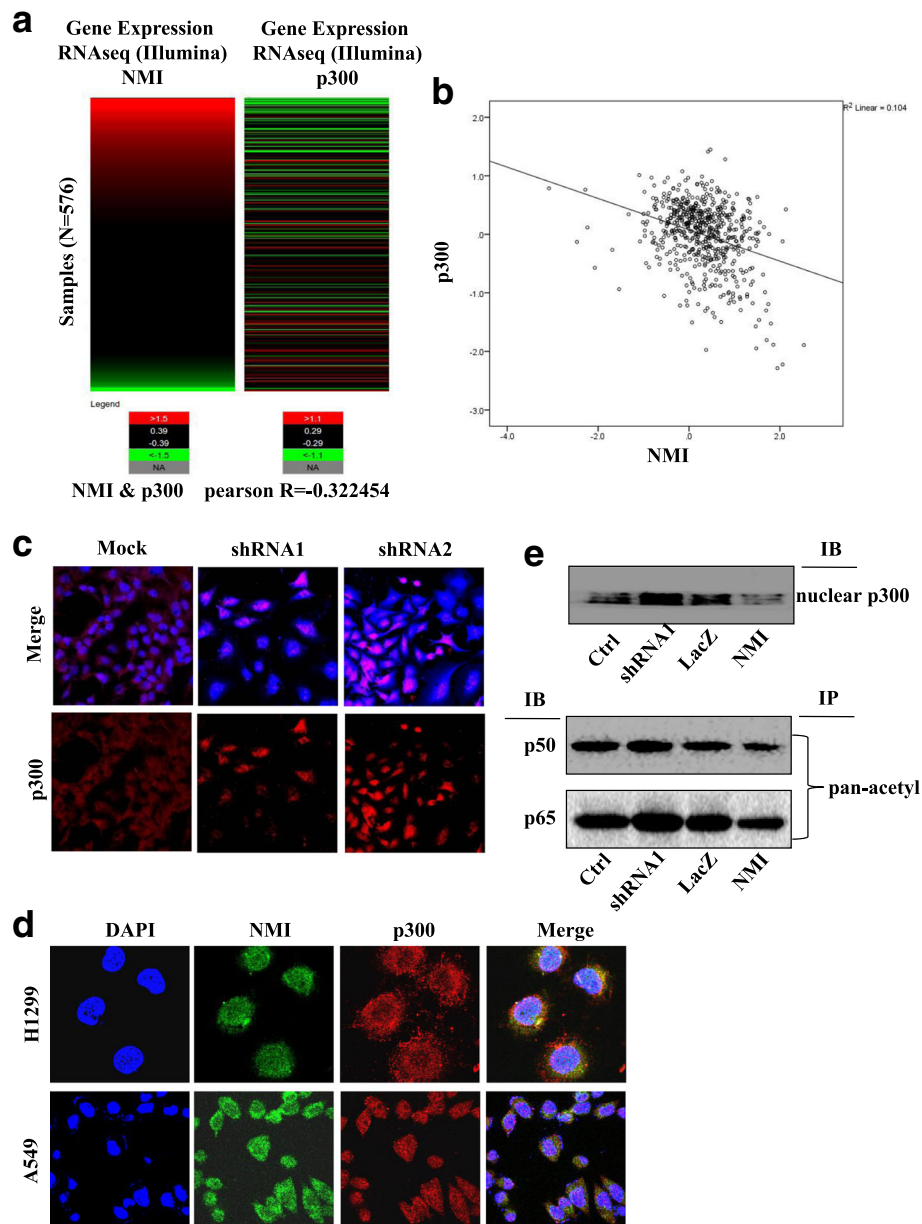 a
Gene Expression
RNAseq (Illumina)
NMI
Gene Expression
RNAseq (Illumina)
p300
Samples (N=576)
Legend
>1.5
0.39
-0.39
<-1.5
NA
>1.1
0.29
-0.29
<-1.1
NA
NMI & p300 pearson R=-0.322454
b
R² Linear = 0.104
2.0
1.0
.0
-1.0
-2.0
-3.0
p300
-4.0 -2.0 .0 2.0
NMI
c
Mock shRNA1 shRNA2
Merge
p300
d
DAPI NMI p300 Merge
H1299
A549
e
IB
nuclear p300
Ctrl shRNA1 LacZ NMI
IB IP
p50
p65
pan-acetyl
Ctrl shRNA1 LacZ NMI